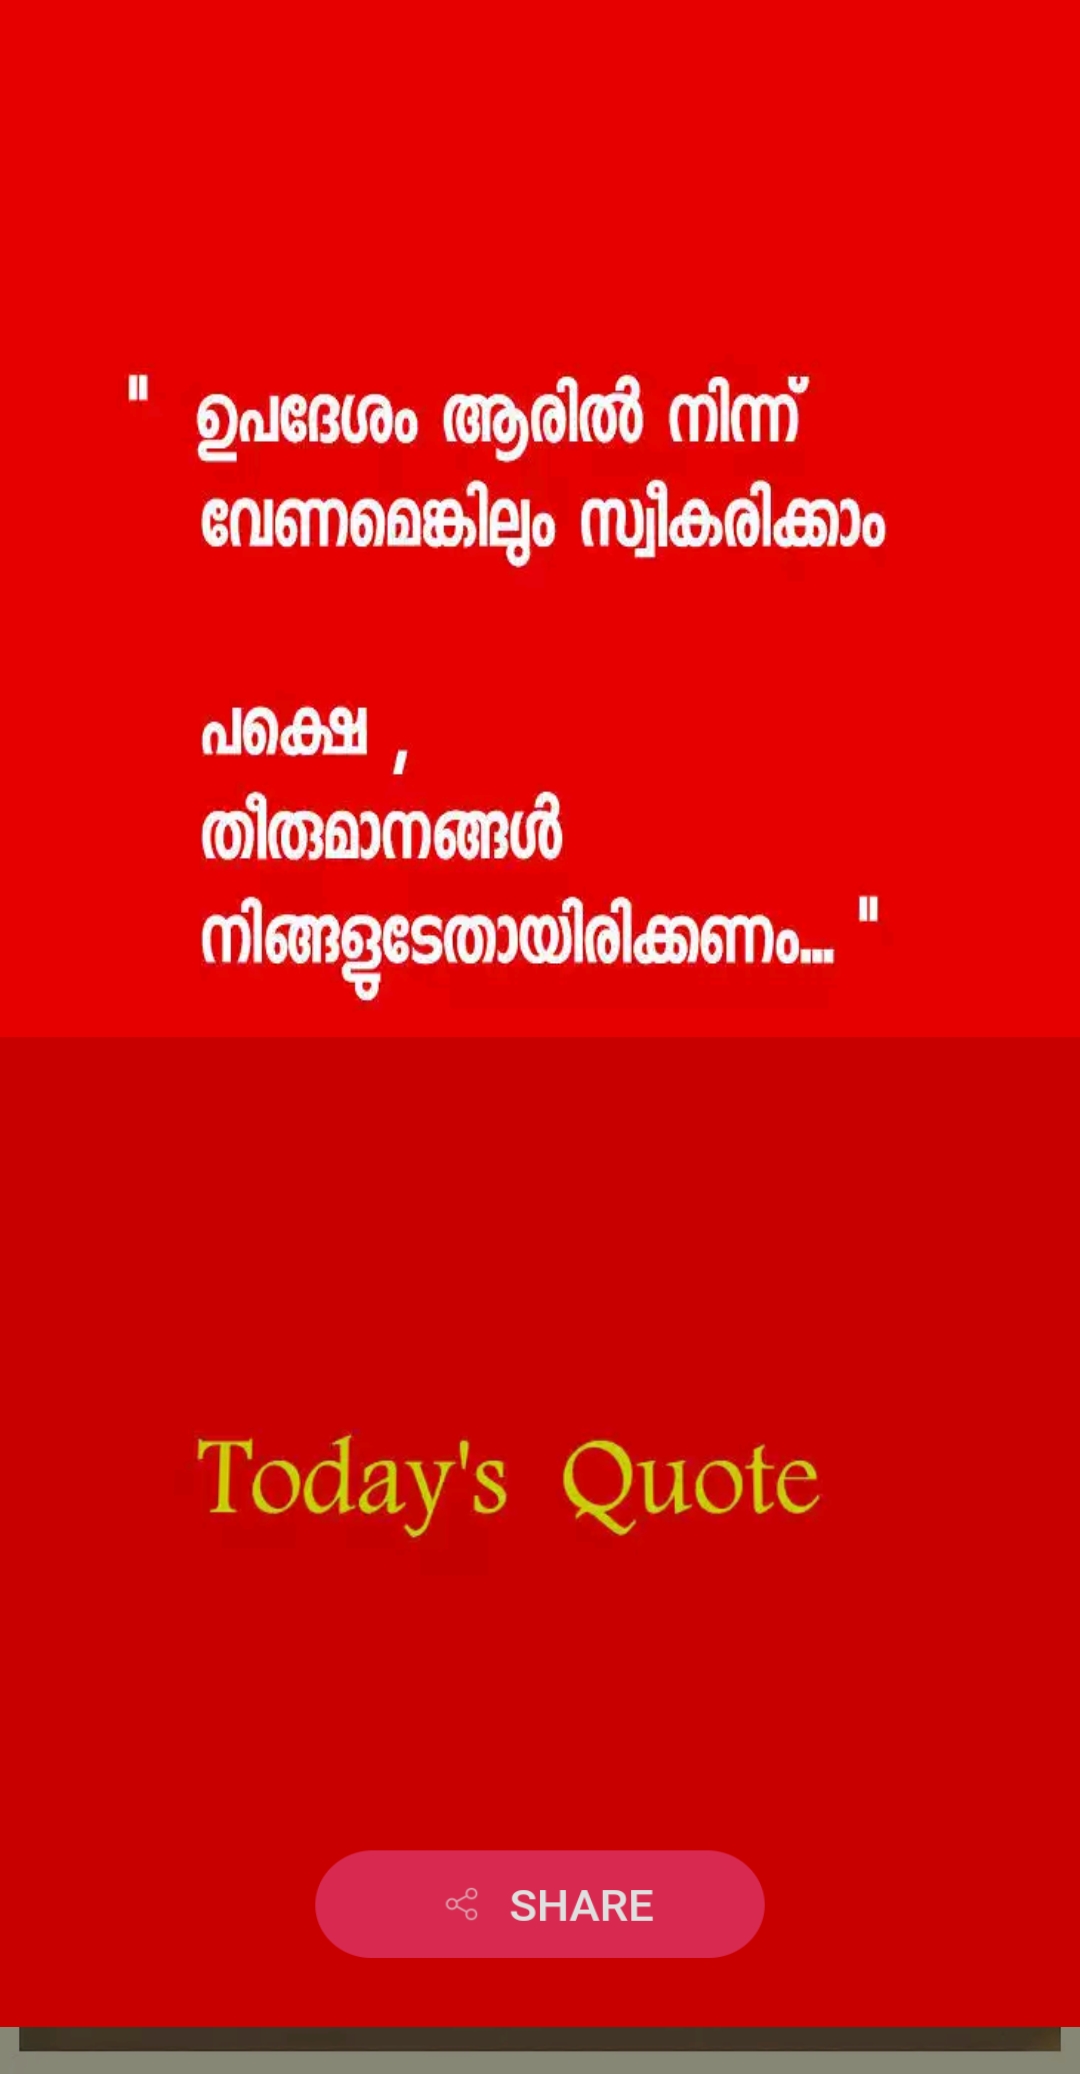 " ഉപദേശം ആരിൽ നിന്ന്
വേണമെങ്കിലും സ്വീകരിക്കാം
പക്ഷെ ,
തീരുമാനങ്ങൾ
നിങ്ങളുടേതായിരിക്കണം... "
Today's Quote
SHARE